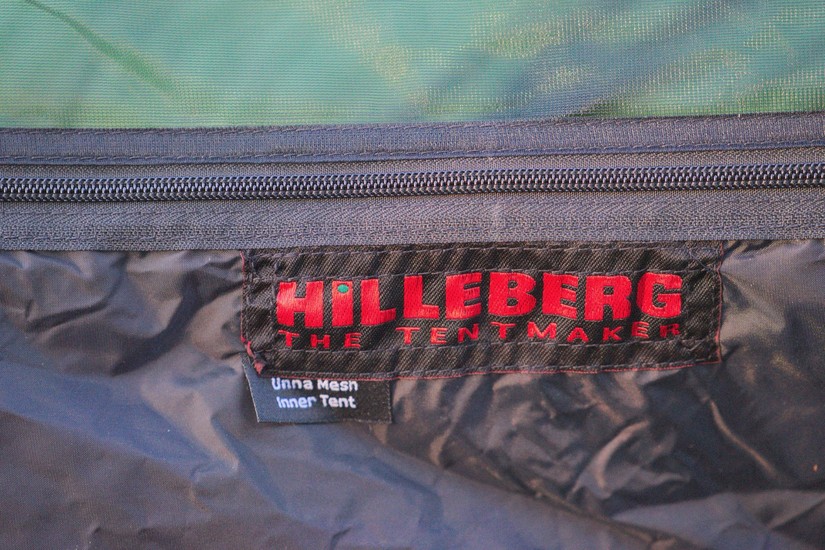 HiLLEBERG
THE TENTMAKER
Unna Mesh
Inner Tent